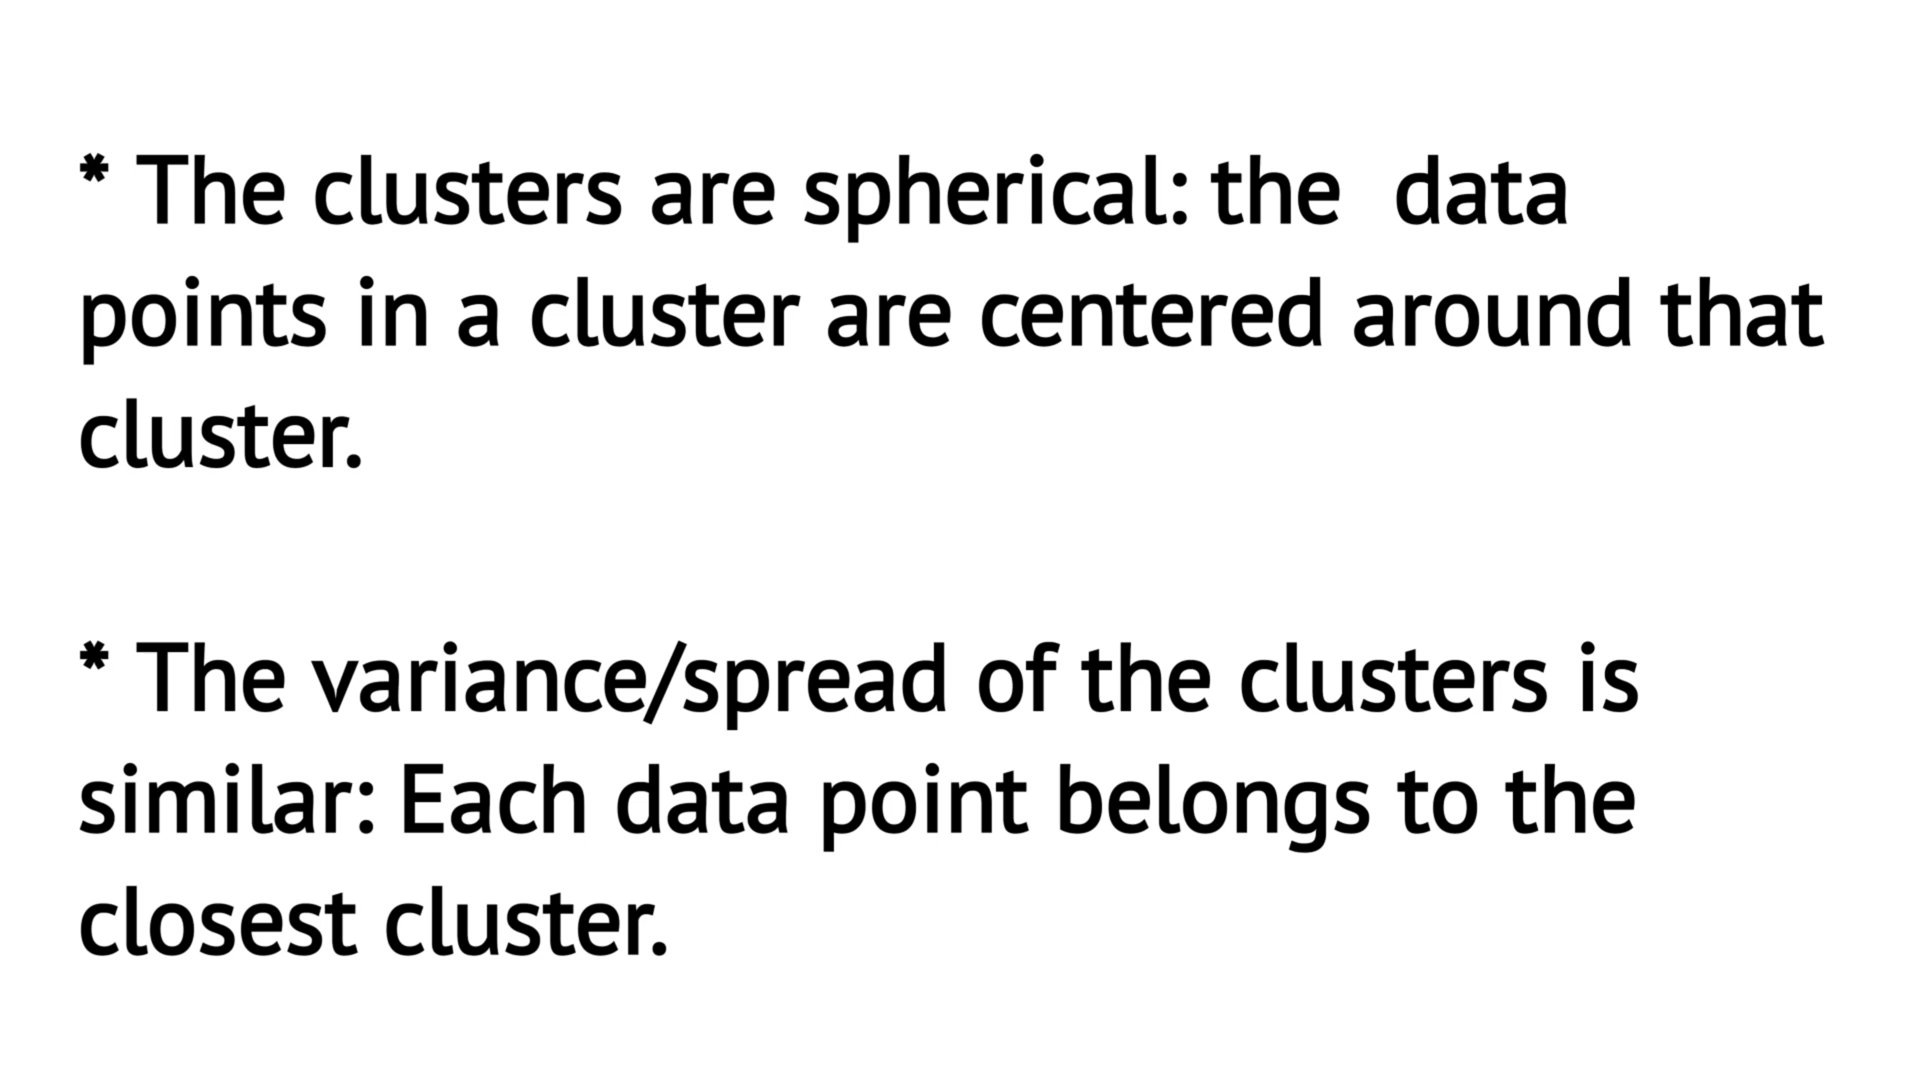 * The clusters are spherical: the  data
points in a cluster are centered around that
cluster.
* The variance/spread of the clusters is
similar: Each data point belongs to the
closest cluster.